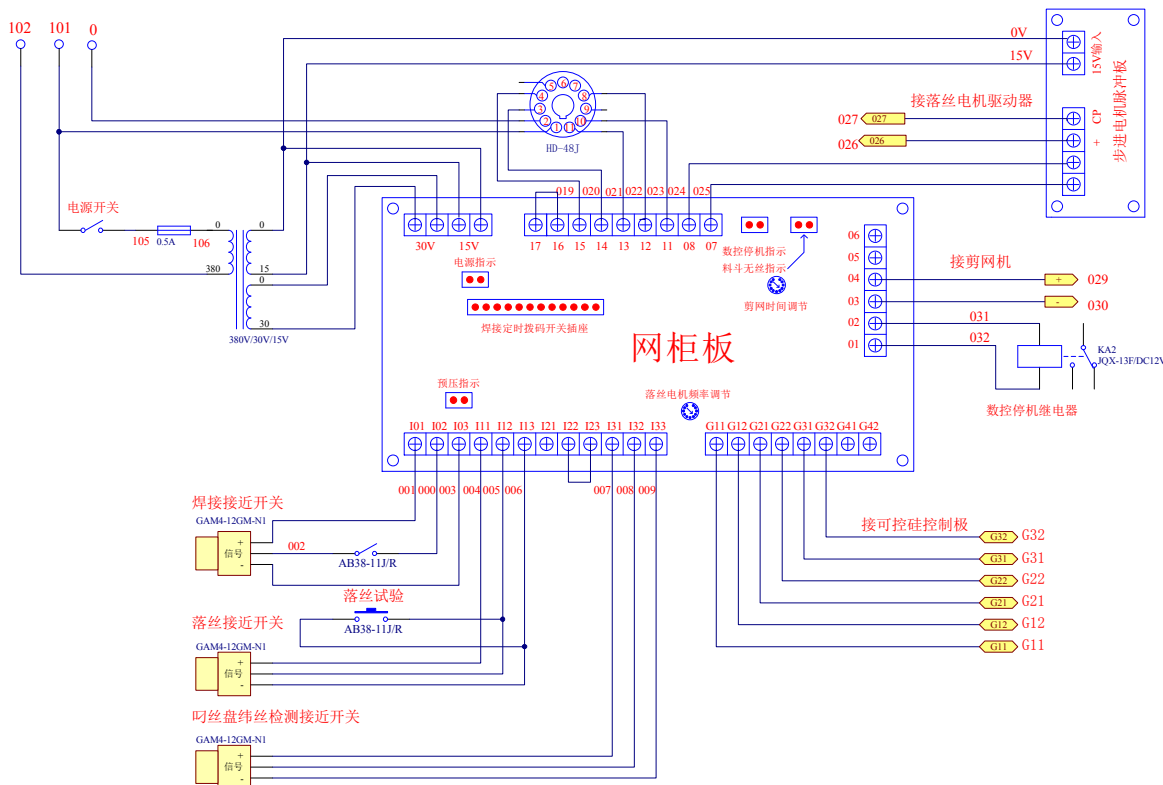 102 101 0
0V
15V
15V输入
步进电机脉冲板
接落丝电机驱动器
CP
+
027 027
026 026
5 6 7
4 8
3 9
2 10
1 11
HD-48J
电源开关
105 0.5A 106
0 0
380 15
0
30
380V/30V/15V
019 020 021 022 023 024 025
30V 15V
17 16 15 14 13 12 11 08 07
电源指示
数控停机指示
料斗无丝指示
剪网时间调节
焊接定时拨码开关插座
网柜板
06
05
04
03
02
01
接剪网机
+ 029
- 030
031
032
KA2
JQX-13F/DC12V
数控停机继电器
预压指示
落丝电机频率调节
I01 I02 I03 I11 I12 I13 I21 I22 I23 I31 I32 I33
G11 G12 G21 G22 G31 G32 G41 G42
001 000 003 004 005 006 007 008 009
焊接接近开关
GAM4-12GM-N1
+
信号
-
002
AB38-11J/R
落丝试验
AB38-11J/R
落丝接近开关
GAM4-12GM-N1
+
信号
-
叼丝盘纬丝检测接近开关
GAM4-12GM-N1
+
信号
-
接可控硅控制极
G32 G32
G31 G31
G22 G22
G21 G21
G12 G12
G11 G11